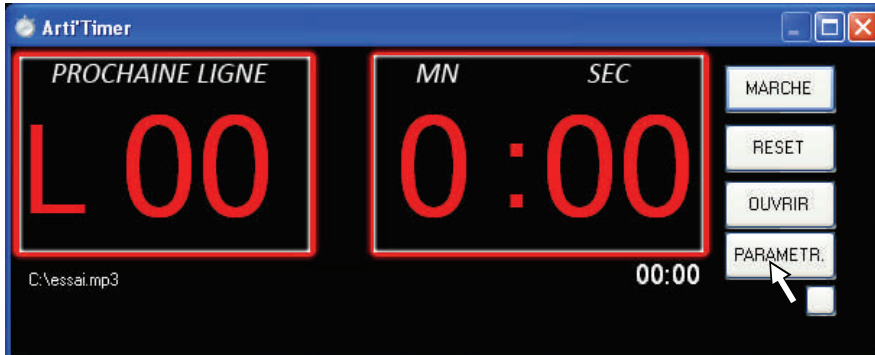 Arti'Timer
PROCHAINE LIGNE
L 00
MN SEC
0 :00
MARCHE
RESET
OUVRIR
PARAMETR.
C:\essai.mp3
00:00